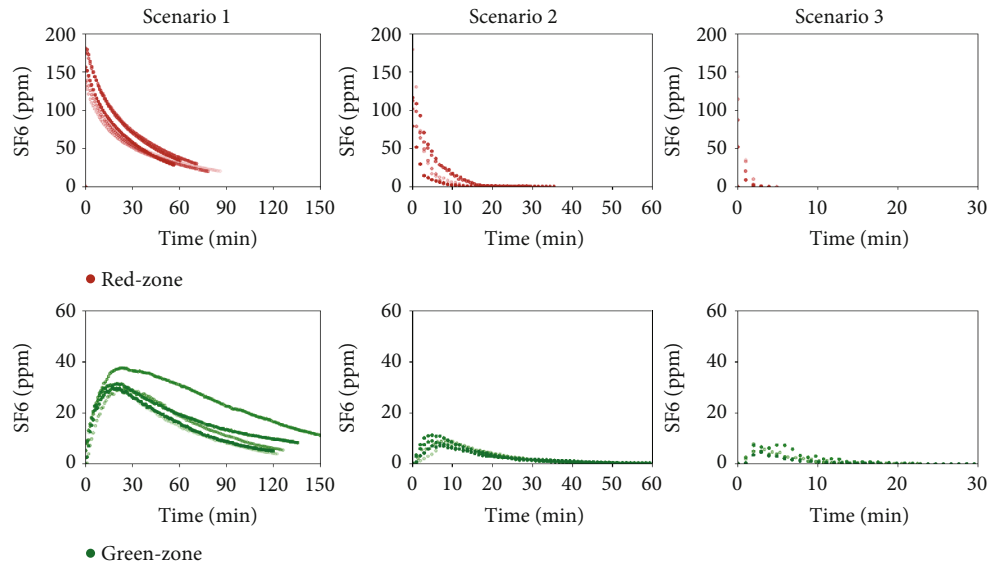 Scenario 1
Scenario 2
Scenario 3
SF6 (ppm)
200
150
100
50
0
0 30 60 90 120 150
Time (min)
SF6 (ppm)
200
150
100
50
0
0 10 20 30 40 50 60
Time (min)
SF6 (ppm)
200
150
100
50
0
0 10 20 30
Time (min)
Red-zone
SF6 (ppm)
60
40
20
0
0 30 60 90 120 150
Time (min)
SF6 (ppm)
60
40
20
0
0 10 20 30 40 50 60
Time (min)
SF6 (ppm)
60
40
20
0
0 10 20 30
Time (min)
Green-zone